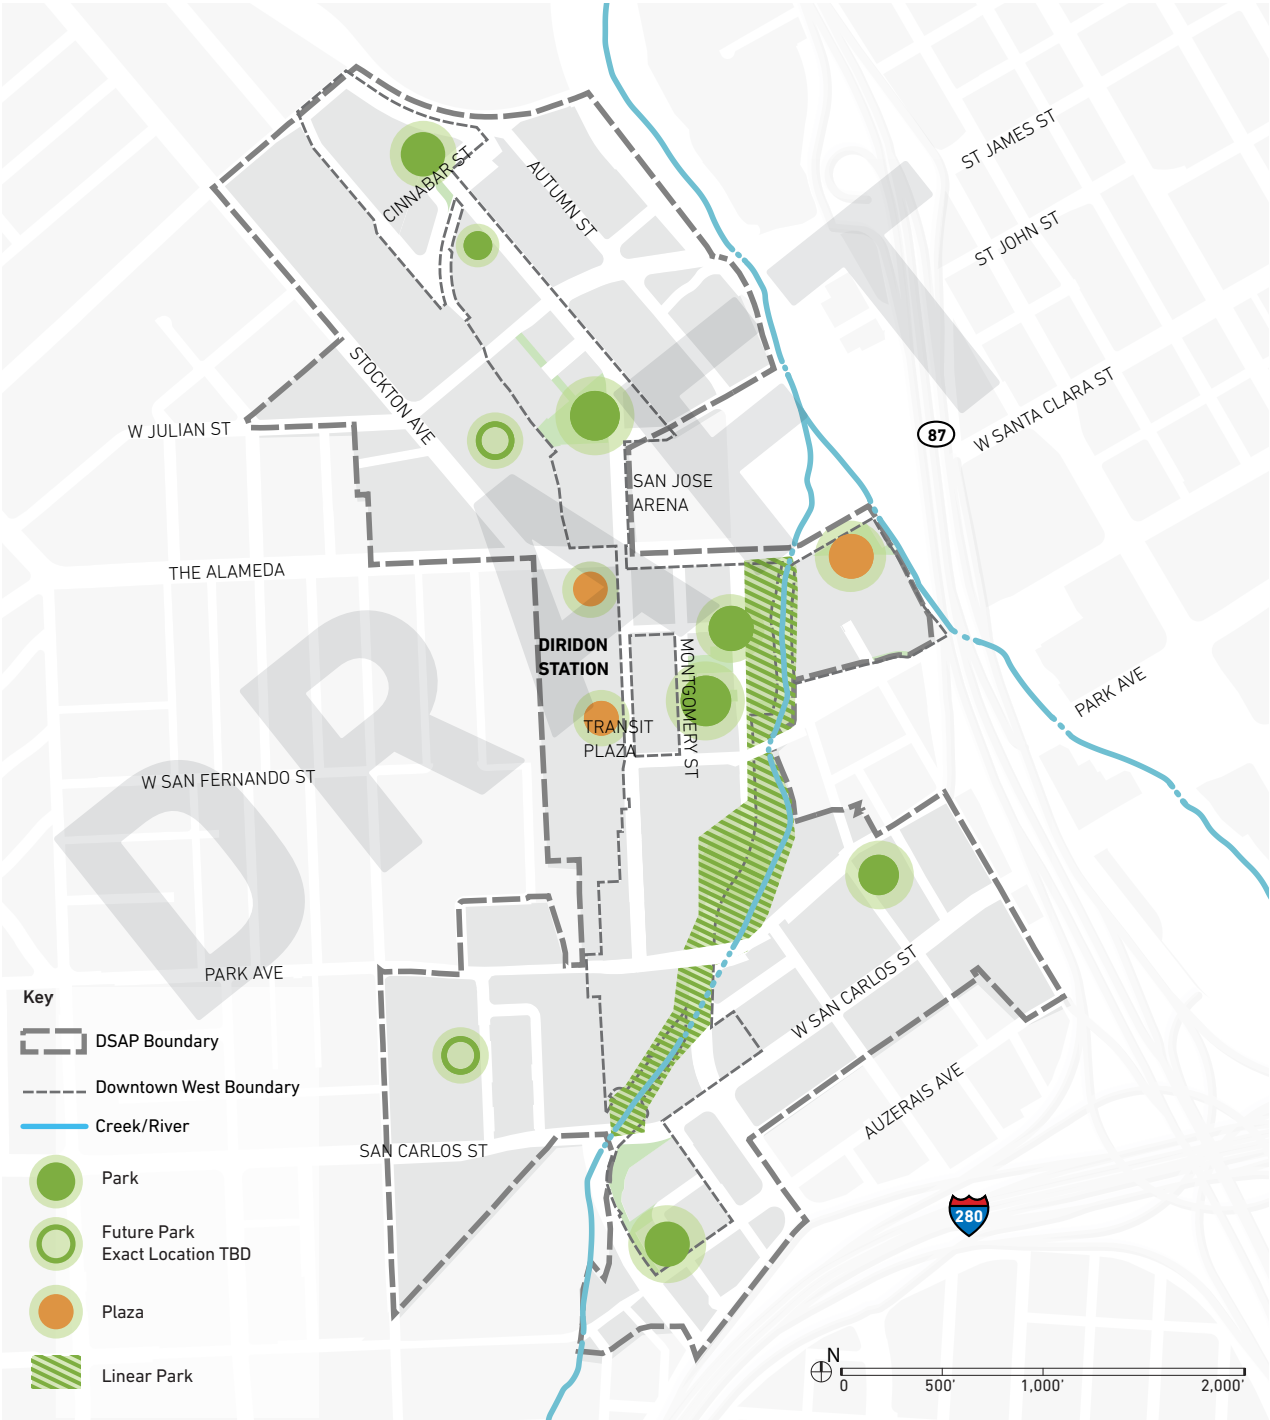 ST JAMES ST
CINNABAR ST
AUTUMN ST
ST JOHN ST
STOCKTON AVE
W SANTA CLARA ST
W JULIAN ST
87
SAN JOSE
ARENA
THE ALAMEDA
DIRIDON
STATION
MONTGOMERY ST
PARK AVE
TRANSIT
PLAZA
W SAN FERNANDO ST
DRAFT
PARK AVE
W SAN CARLOS ST
AUZERAIS AVE
SAN CARLOS ST
280
Key
DSAP Boundary
Downtown West Boundary
Creek/River
Park
Future Park
Exact Location TBD
Plaza
Linear Park
N
0 500' 1,000' 2,000'